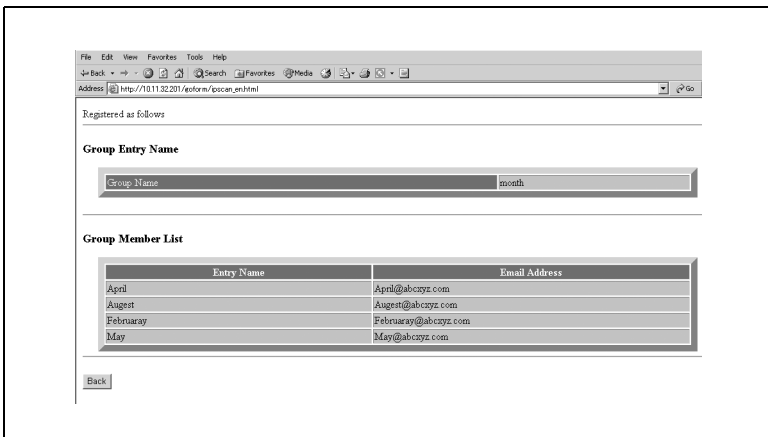 File Edit View Favorites Tools Help
Back Search Favorites Media
Address http://10.11.32.201/goform/ipscan_en.html Go
Registered as follows
Group Entry Name
Group Name month
Group Member List
Entry Name Email Address
April April@abcxyz.com
Augest Augest@abcxyz.com
Februaray Februaray@abcxyz.com
May May@abcxyz.com
Back